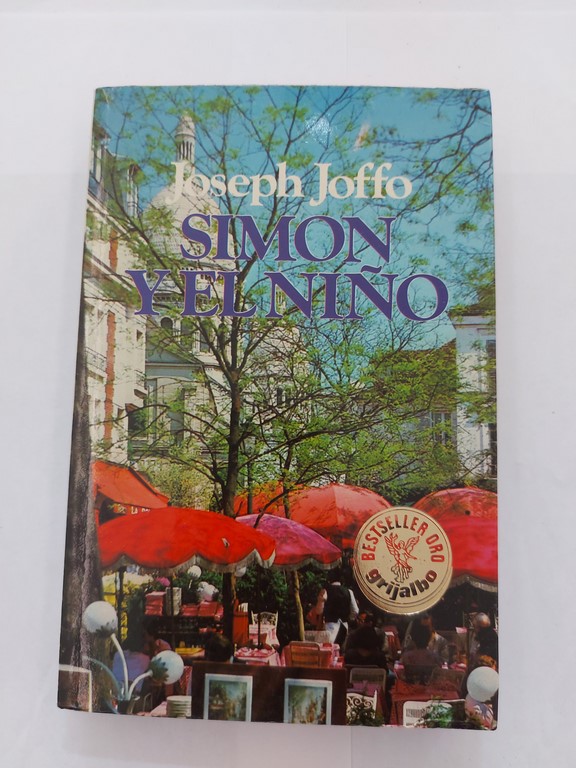 Joseph Joffo
SIMON
Y EL NIÑO
BESTSELLER ORO
grijalbo